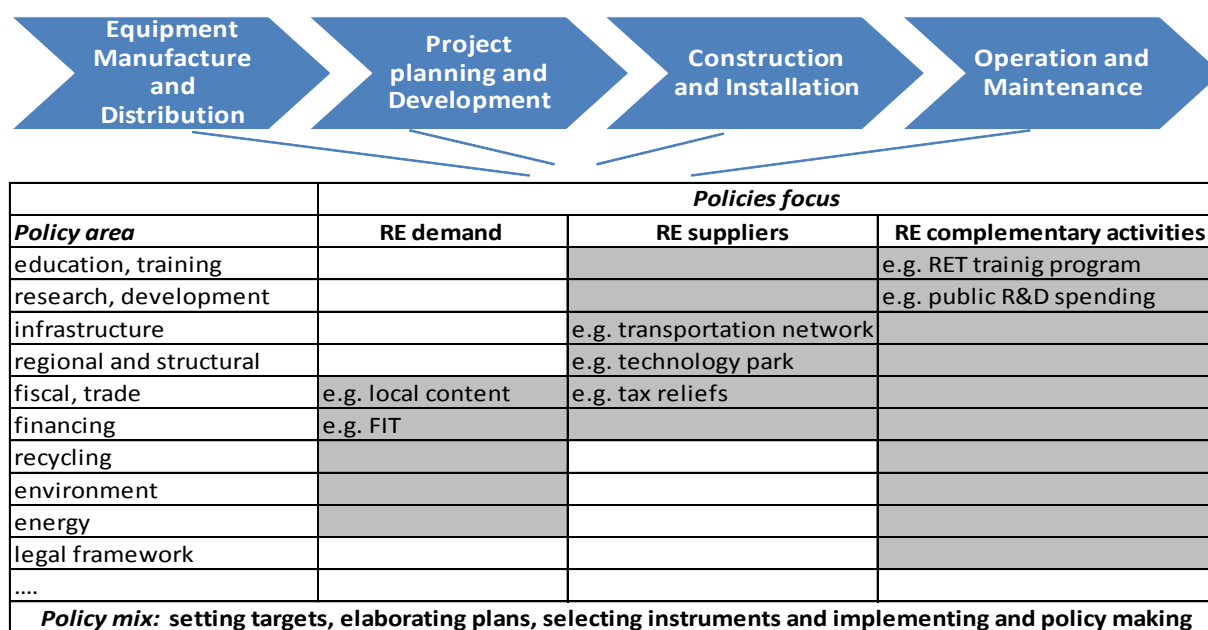 Equipment
Manufacture
and
Distribution
Project
planning and
Development
Construction
and Installation
Operation and
Maintenance
Policies focus
Policy area RE demand RE suppliers RE complementary activities
education, training e.g. RET trainig program
research, development e.g. public R&D spending
infrastructure e.g. transportation network
regional and structural e.g. technology park
fiscal, trade e.g. local content e.g. tax reliefs
financing e.g. FIT
recycling
environment
energy
legal framework
....
Policy mix: setting targets, elaborating plans, selecting instruments and implementing and policy making